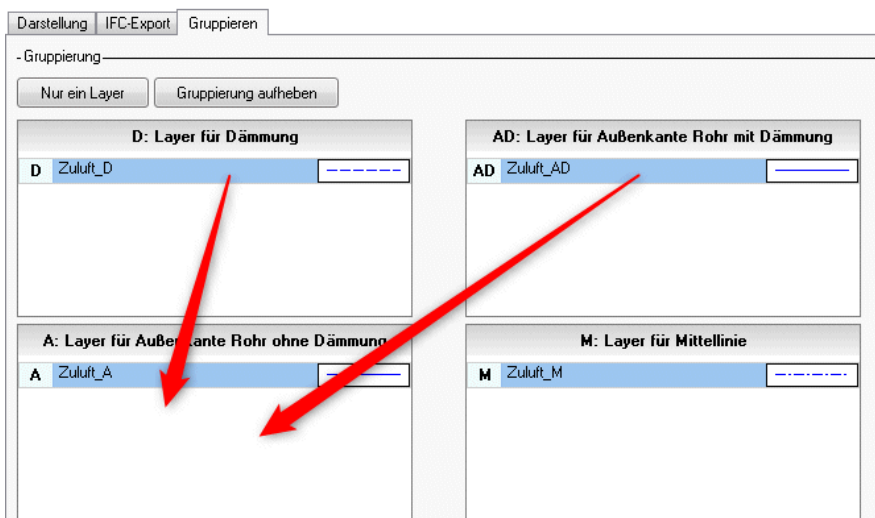 Darstellung IFC-Export Gruppieren
Gruppierung
Nur ein Layer Gruppierung aufheben
D: Layer für Dämmung
D Zuluft_D
AD: Layer für Außenkante Rohr mit Dämmung
AD Zuluft_AD
A: Layer für Außenkante Rohr ohne Dämmung
A Zuluft_A
M: Layer für Mittellinie
M Zuluft_M